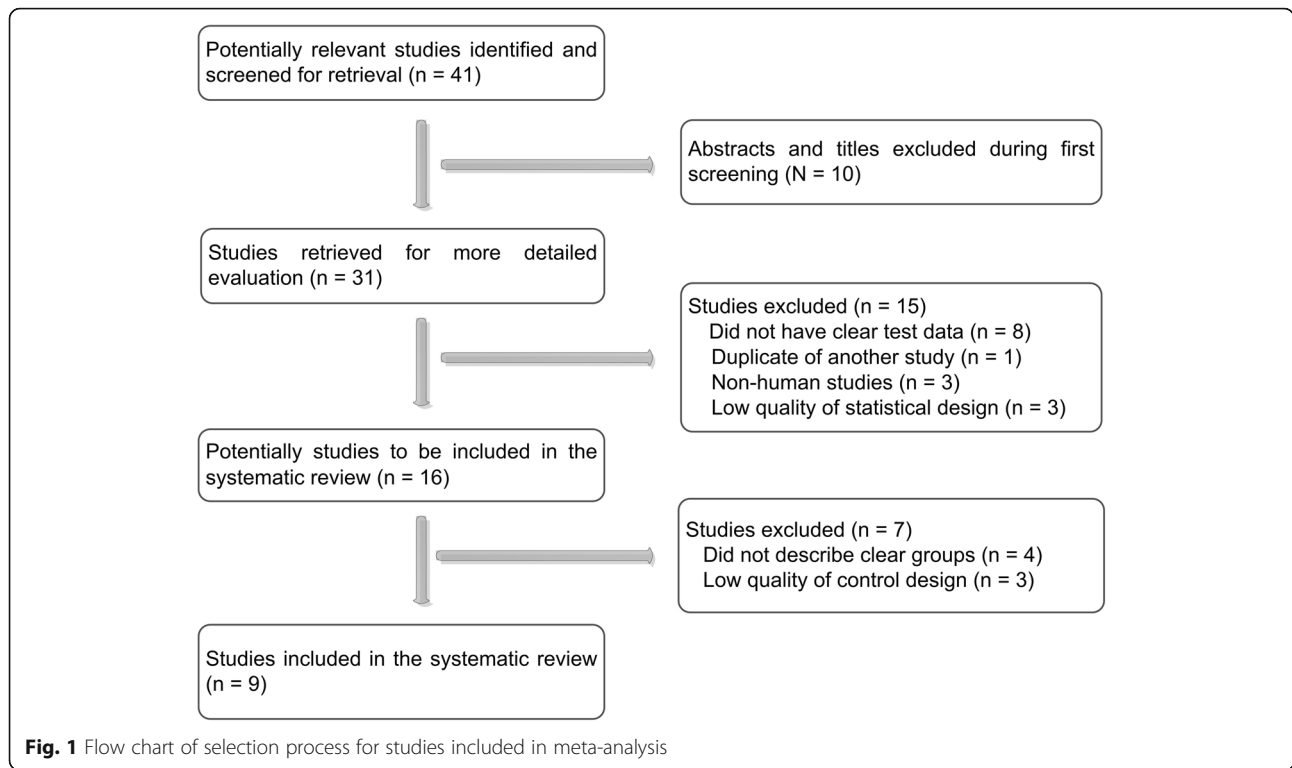 Potentially relevant studies identified and
screened for retrieval (n = 41)
Abstracts and titles excluded during first
screening (N = 10)
Studies retrieved for more detailed
evaluation (n = 31)
Studies excluded (n = 15)
Did not have clear test data (n = 8)
Duplicate of another study (n = 1)
Non-human studies (n = 3)
Low quality of statistical design (n = 3)
Potentially studies to be included in the
systematic review (n = 16)
Studies excluded (n = 7)
Did not describe clear groups (n = 4)
Low quality of control design (n = 3)
Studies included in the systematic review
(n = 9)
Fig. 1 Flow chart of selection process for studies included in meta-analysis